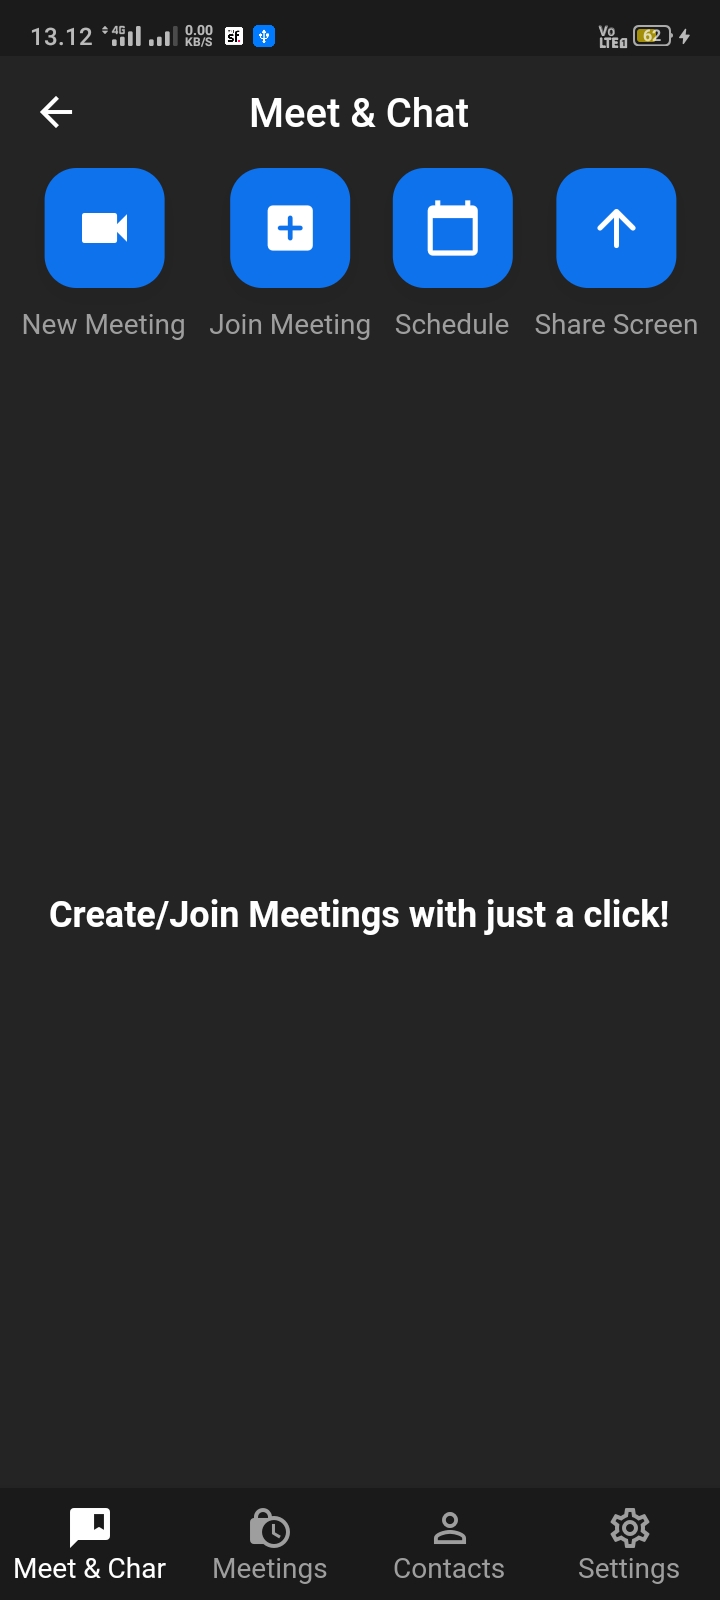 13.12 4G 0.00 KB/S sf. Vo LTE 1 62
Meet & Chat
New Meeting Join Meeting Schedule Share Screen
Create/Join Meetings with just a click!
Meet & Char Meetings Contacts Settings